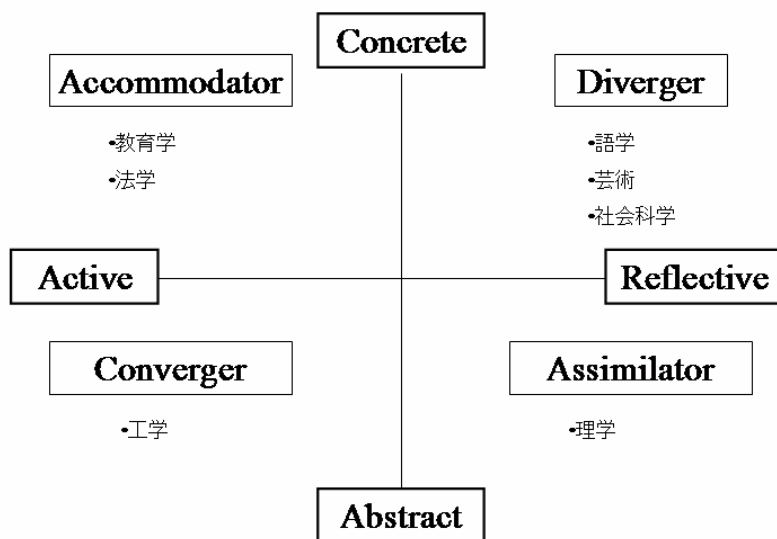 Concrete
Accommodator
Diverger
•教育学
•法学
•語学
•芸術
•社会科学
Active
Reflective
Converger
Assimilator
•工学
•理学
Abstract